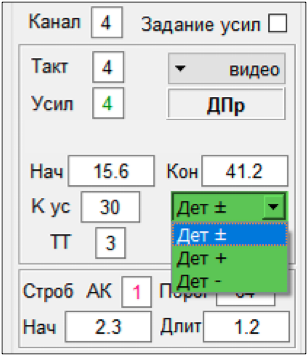 Канал 4 Задание усил
Такт 4 видео
Усил 4 ДПр
Нач 15.6 Кон 41.2
К ус 30 Дет ±
ТТ 3 Дет ±
Дет +
Дет -
Строб АК 1
Нач 2.3 Длит 1.2